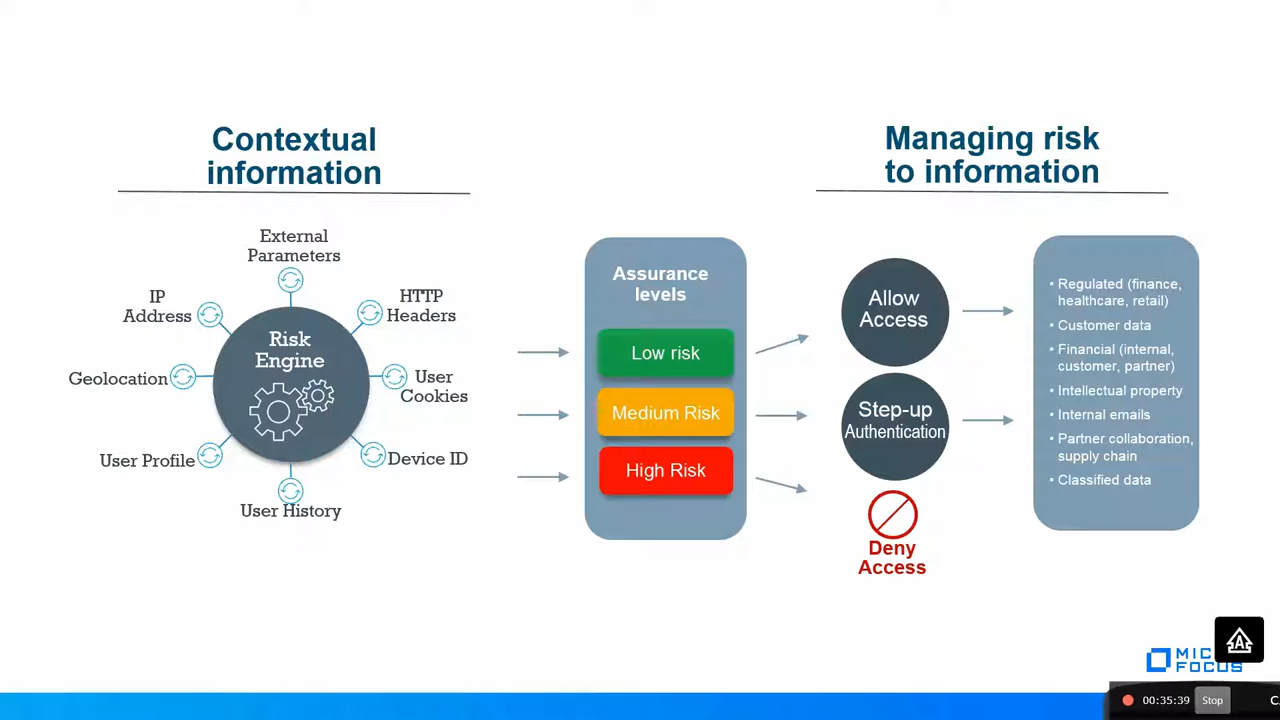 Contextual
information
Managing risk
to information
External
Parameters
IP
Address
HTTP
Headers
Risk
Engine
Geolocation
User
Cookies
User Profile
Device ID
User History
Assurance
levels
Low risk
Medium Risk
High Risk
Allow
Access
Step-up
Authentication
Deny
Access
• Regulated (finance,
healthcare, retail)
• Customer data
• Financial (internal,
customer, partner)
• Intellectual property
• Internal emails
• Partner collaboration,
supply chain
• Classified data
A
MIC
FOCUS
00:35:39
Stop